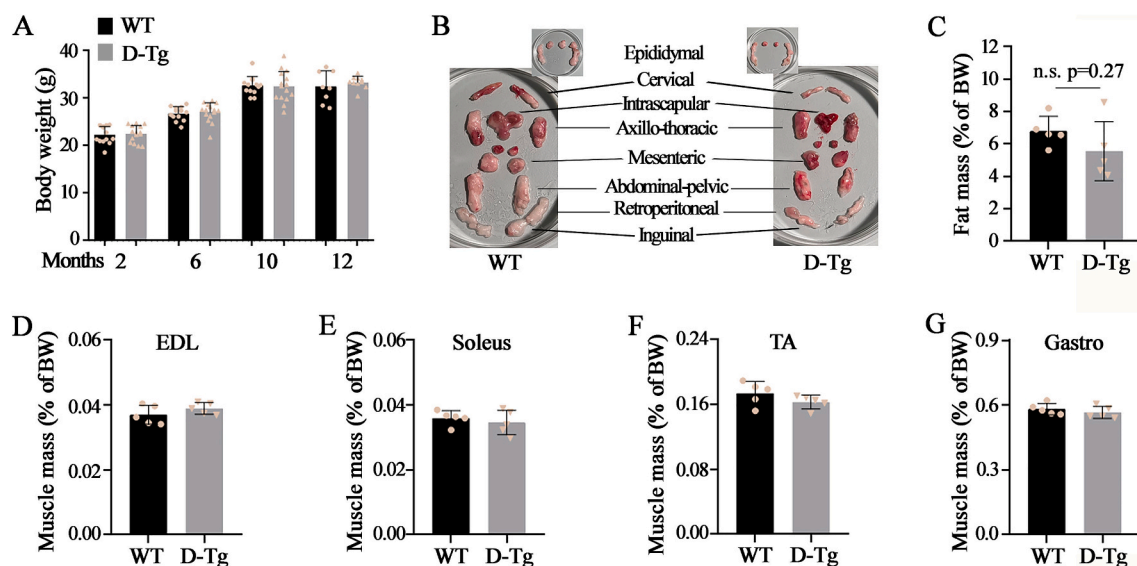 A
WT
D-Tg
Body weight (g)
40
30
20
10
0
Months 2 6 10 12
B
Epididymal
Cervical
Intrascapular
Axillo-thoracic
Mesenteric
Abdominal-pelvic
Retroperitoneal
Inguinal
WT D-Tg
C
Fat mass (% of BW)
12
10
8
6
4
2
0
n.s. p=0.27
WT D-Tg
D
EDL
Muscle mass (% of BW)
0.06
0.04
0.02
0.00
WT D-Tg
E
Soleus
Muscle mass (% of BW)
0.06
0.04
0.02
0.00
WT D-Tg
F
TA
Muscle mass (% of BW)
0.24
0.16
0.08
0.00
WT D-Tg
G
Gastro
Muscle mass (% of BW)
0.9
0.6
0.3
0.0
WT D-Tg